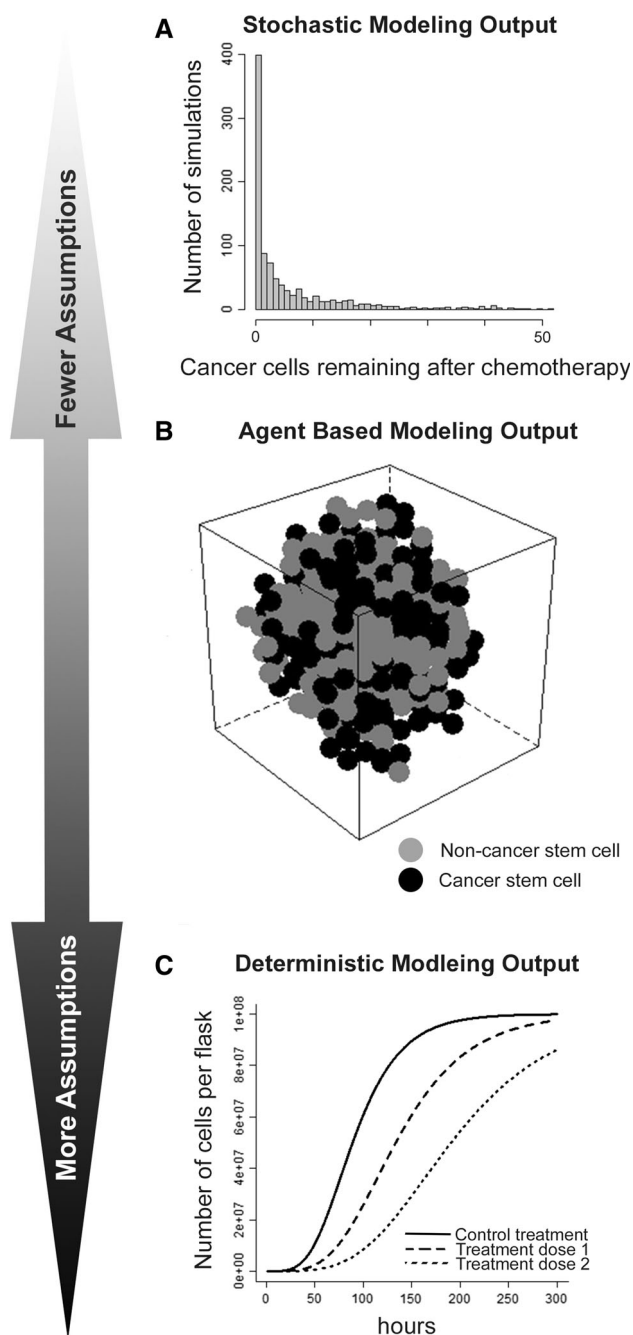 Fewer Assumptions
More Assumptions
A
Stochastic Modeling Output
Number of simulations
400
300
200
100
0
0
50
Cancer cells remaining after chemotherapy
B
Agent Based Modeling Output
Non-cancer stem cell
Cancer stem cell
C
Deterministic Modleing Output
Number of cells per flask
1e+08
8e+07
6e+07
4e+07
2e+07
0e+00
Control treatment
Treatment dose 1
Treatment dose 2
0
50
100
150
200
250
300
hours